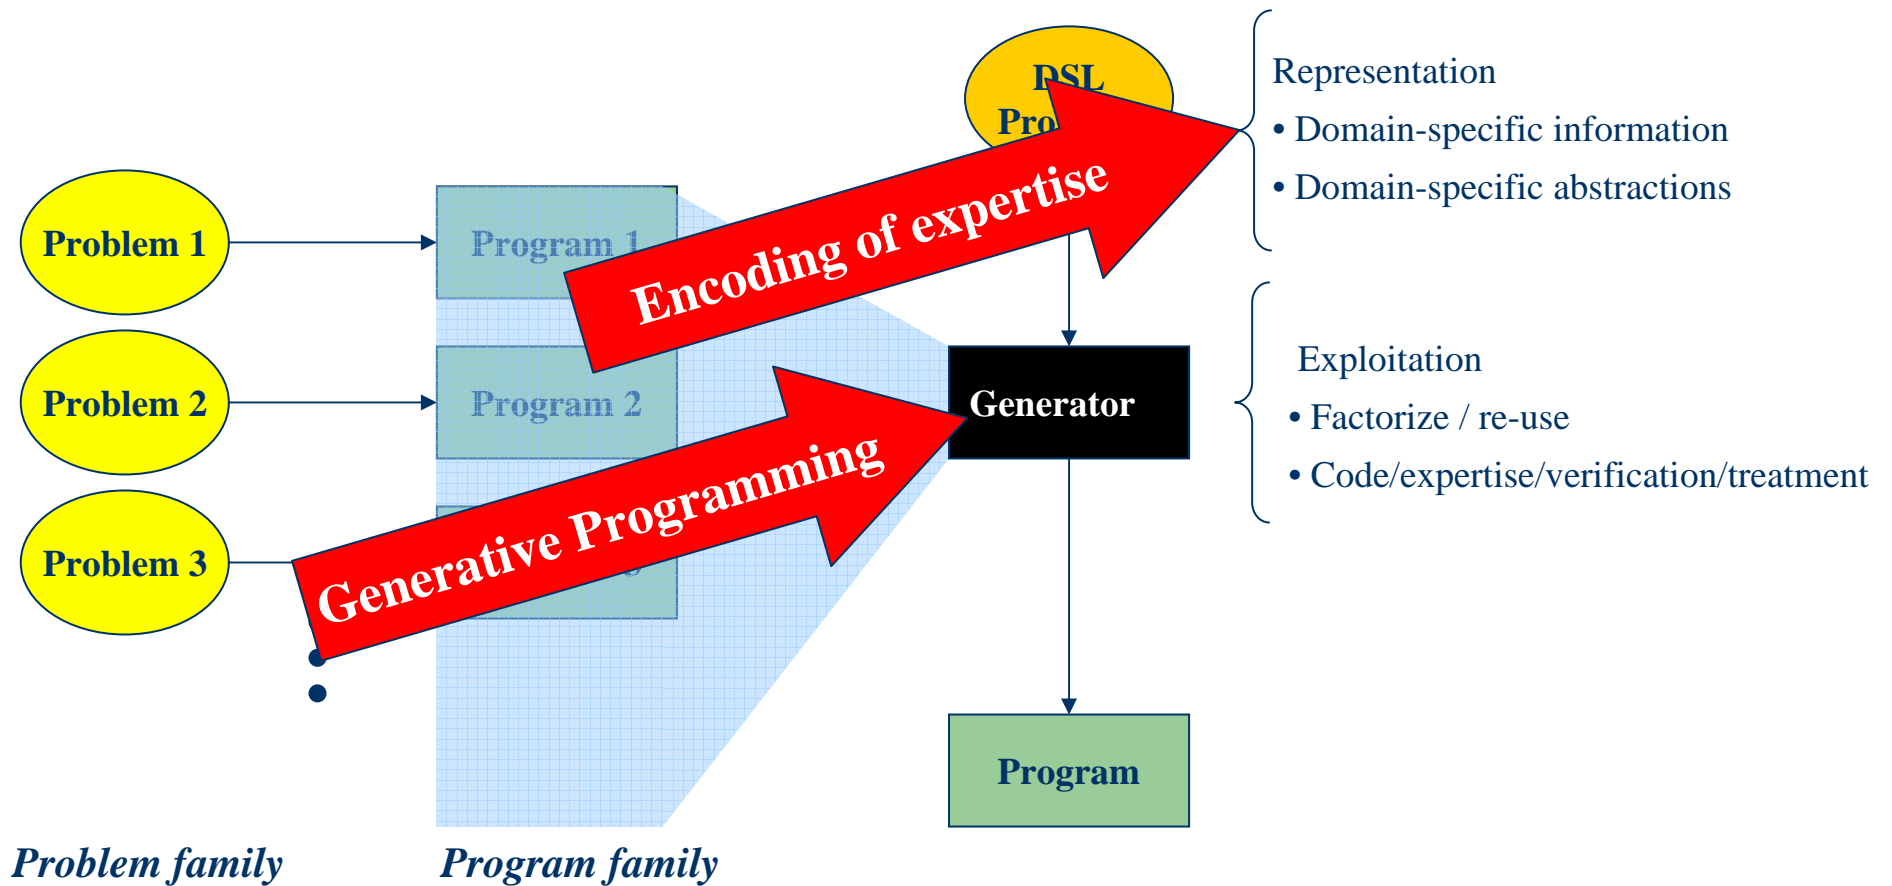 DSL
Representation
• Domain-specific information
• Domain-specific abstractions
Problem 1
Program 1
Encoding of expertise
Problem 2
Program 2
Generator
Exploitation
• Factorize / re-use
• Code/expertise/verification/treatment
Problem 3
Generative Programming
Program
Problem family
Program family